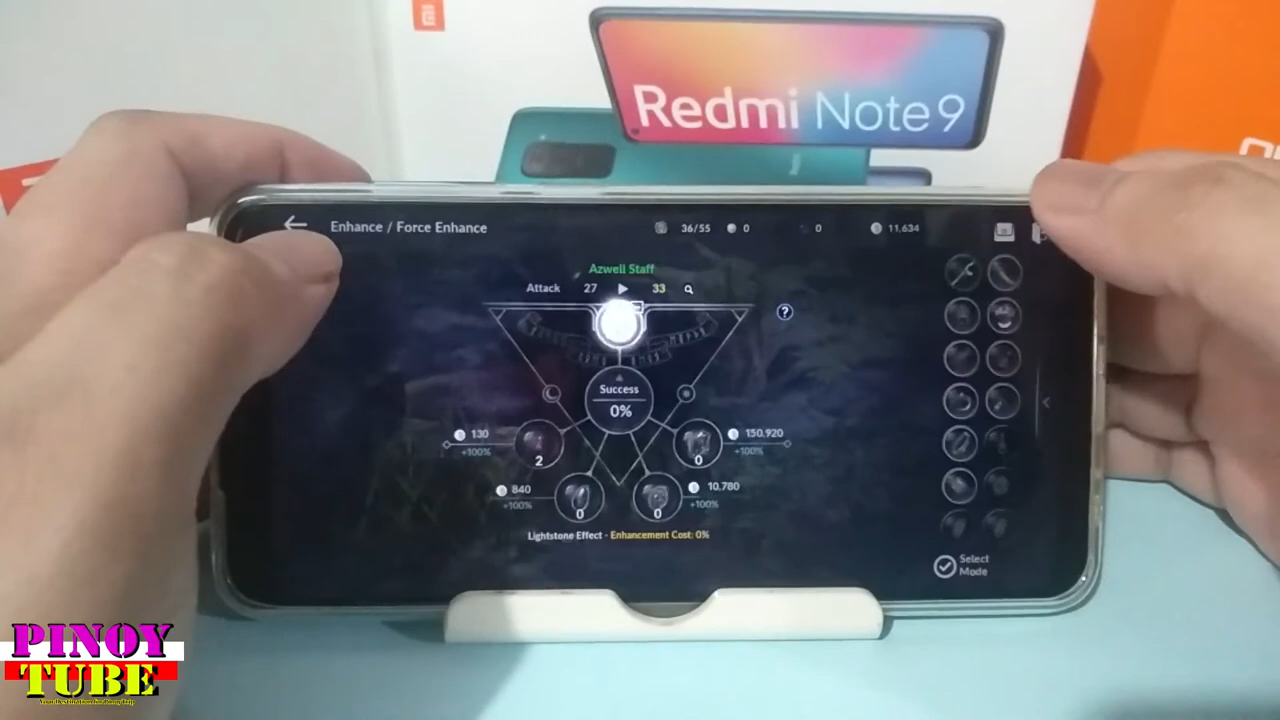 Redmi Note 9
Enhance / Force Enhance
36/55
0
0
11,634
Azwell Staff
Attack 27 33
?
Success
0%
130
+100%
2
150,920
+100%
0
840
+100%
0
10,780
+100%
0
Lightstone Effect - Enhancement Cost: 0%
Select
Mode
PINOY
TUBE